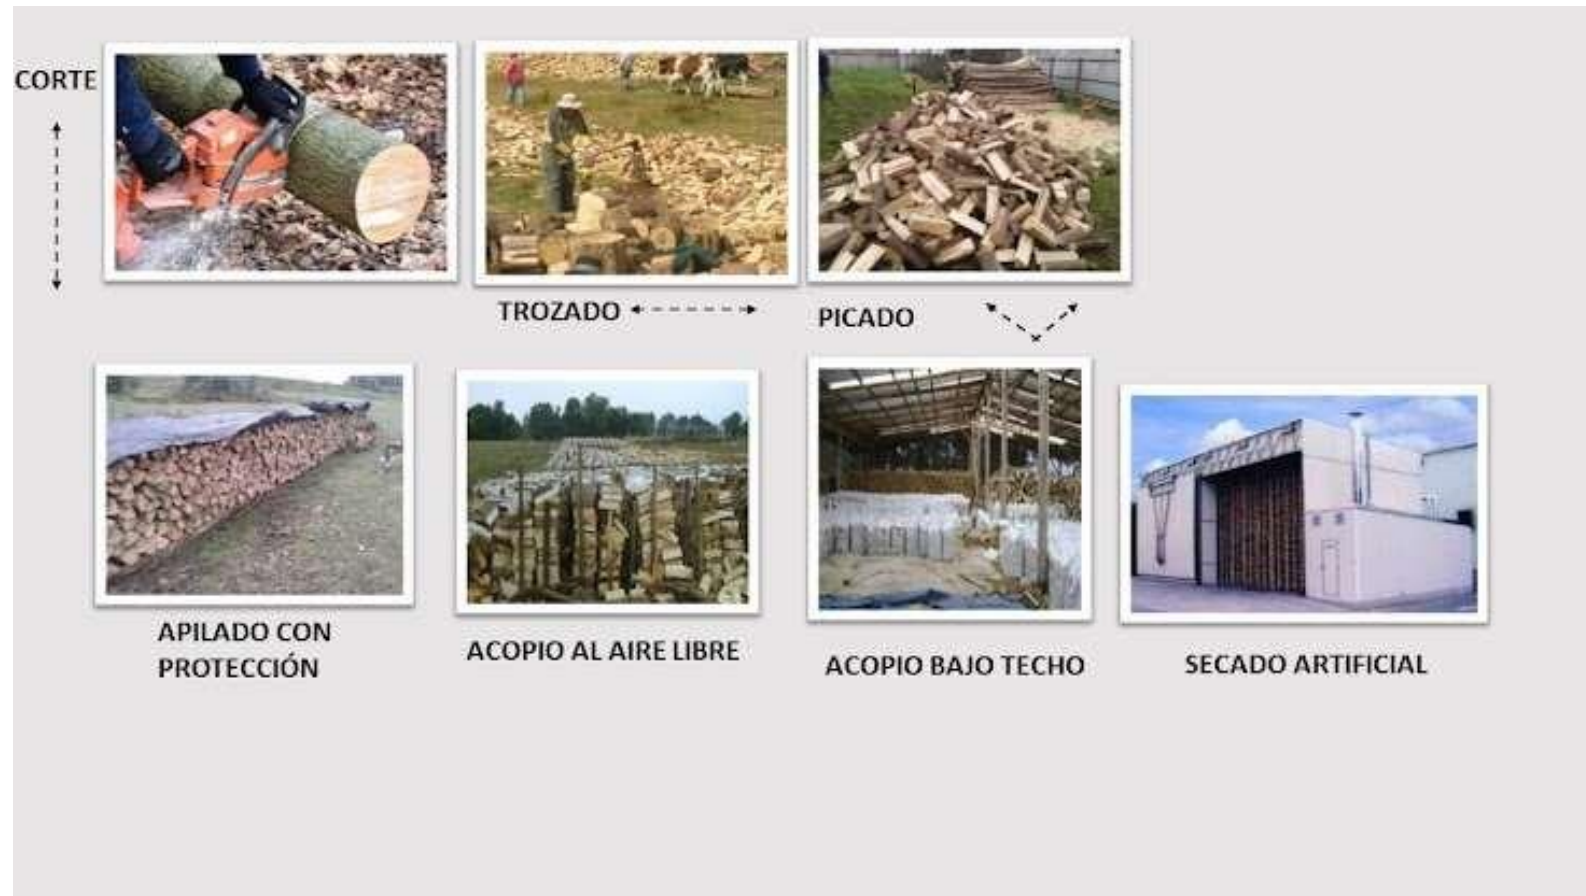 CORTE
TROZADO
PICADO
APILADO CON
PROTECCIÓN
ACOPIO AL AIRE LIBRE
ACOPIO BAJO TECHO
SECADO ARTIFICIAL